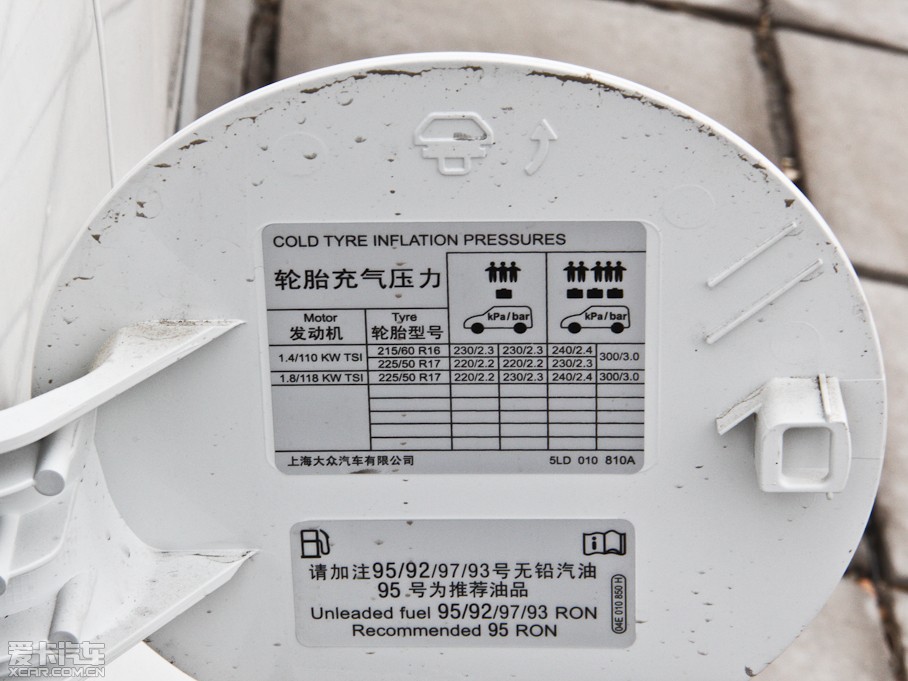 COLD TYRE INFLATION PRESSURES
轮胎充气压力
kPa/bar kPa/bar
Motor Tyre
发动机 轮胎型号
1.4/110 KW TSI 215/60 R16 230/2.3 230/2.3 240/2.4 300/3.0
225/50 R17 220/2.2 220/2.2 230/2.3
1.8/118 KW TSI 225/50 R17 220/2.2 230/2.3 240/2.4 300/3.0
上海大众汽车有限公司 5LD 010 810A
请加注95/92/97/93号无铅汽油
95 号为推荐油品
Unleaded fuel 95/92/97/93 RON
Recommended 95 RON
04E 010 850 H
爱卡汽车
XCAR.COM.CN